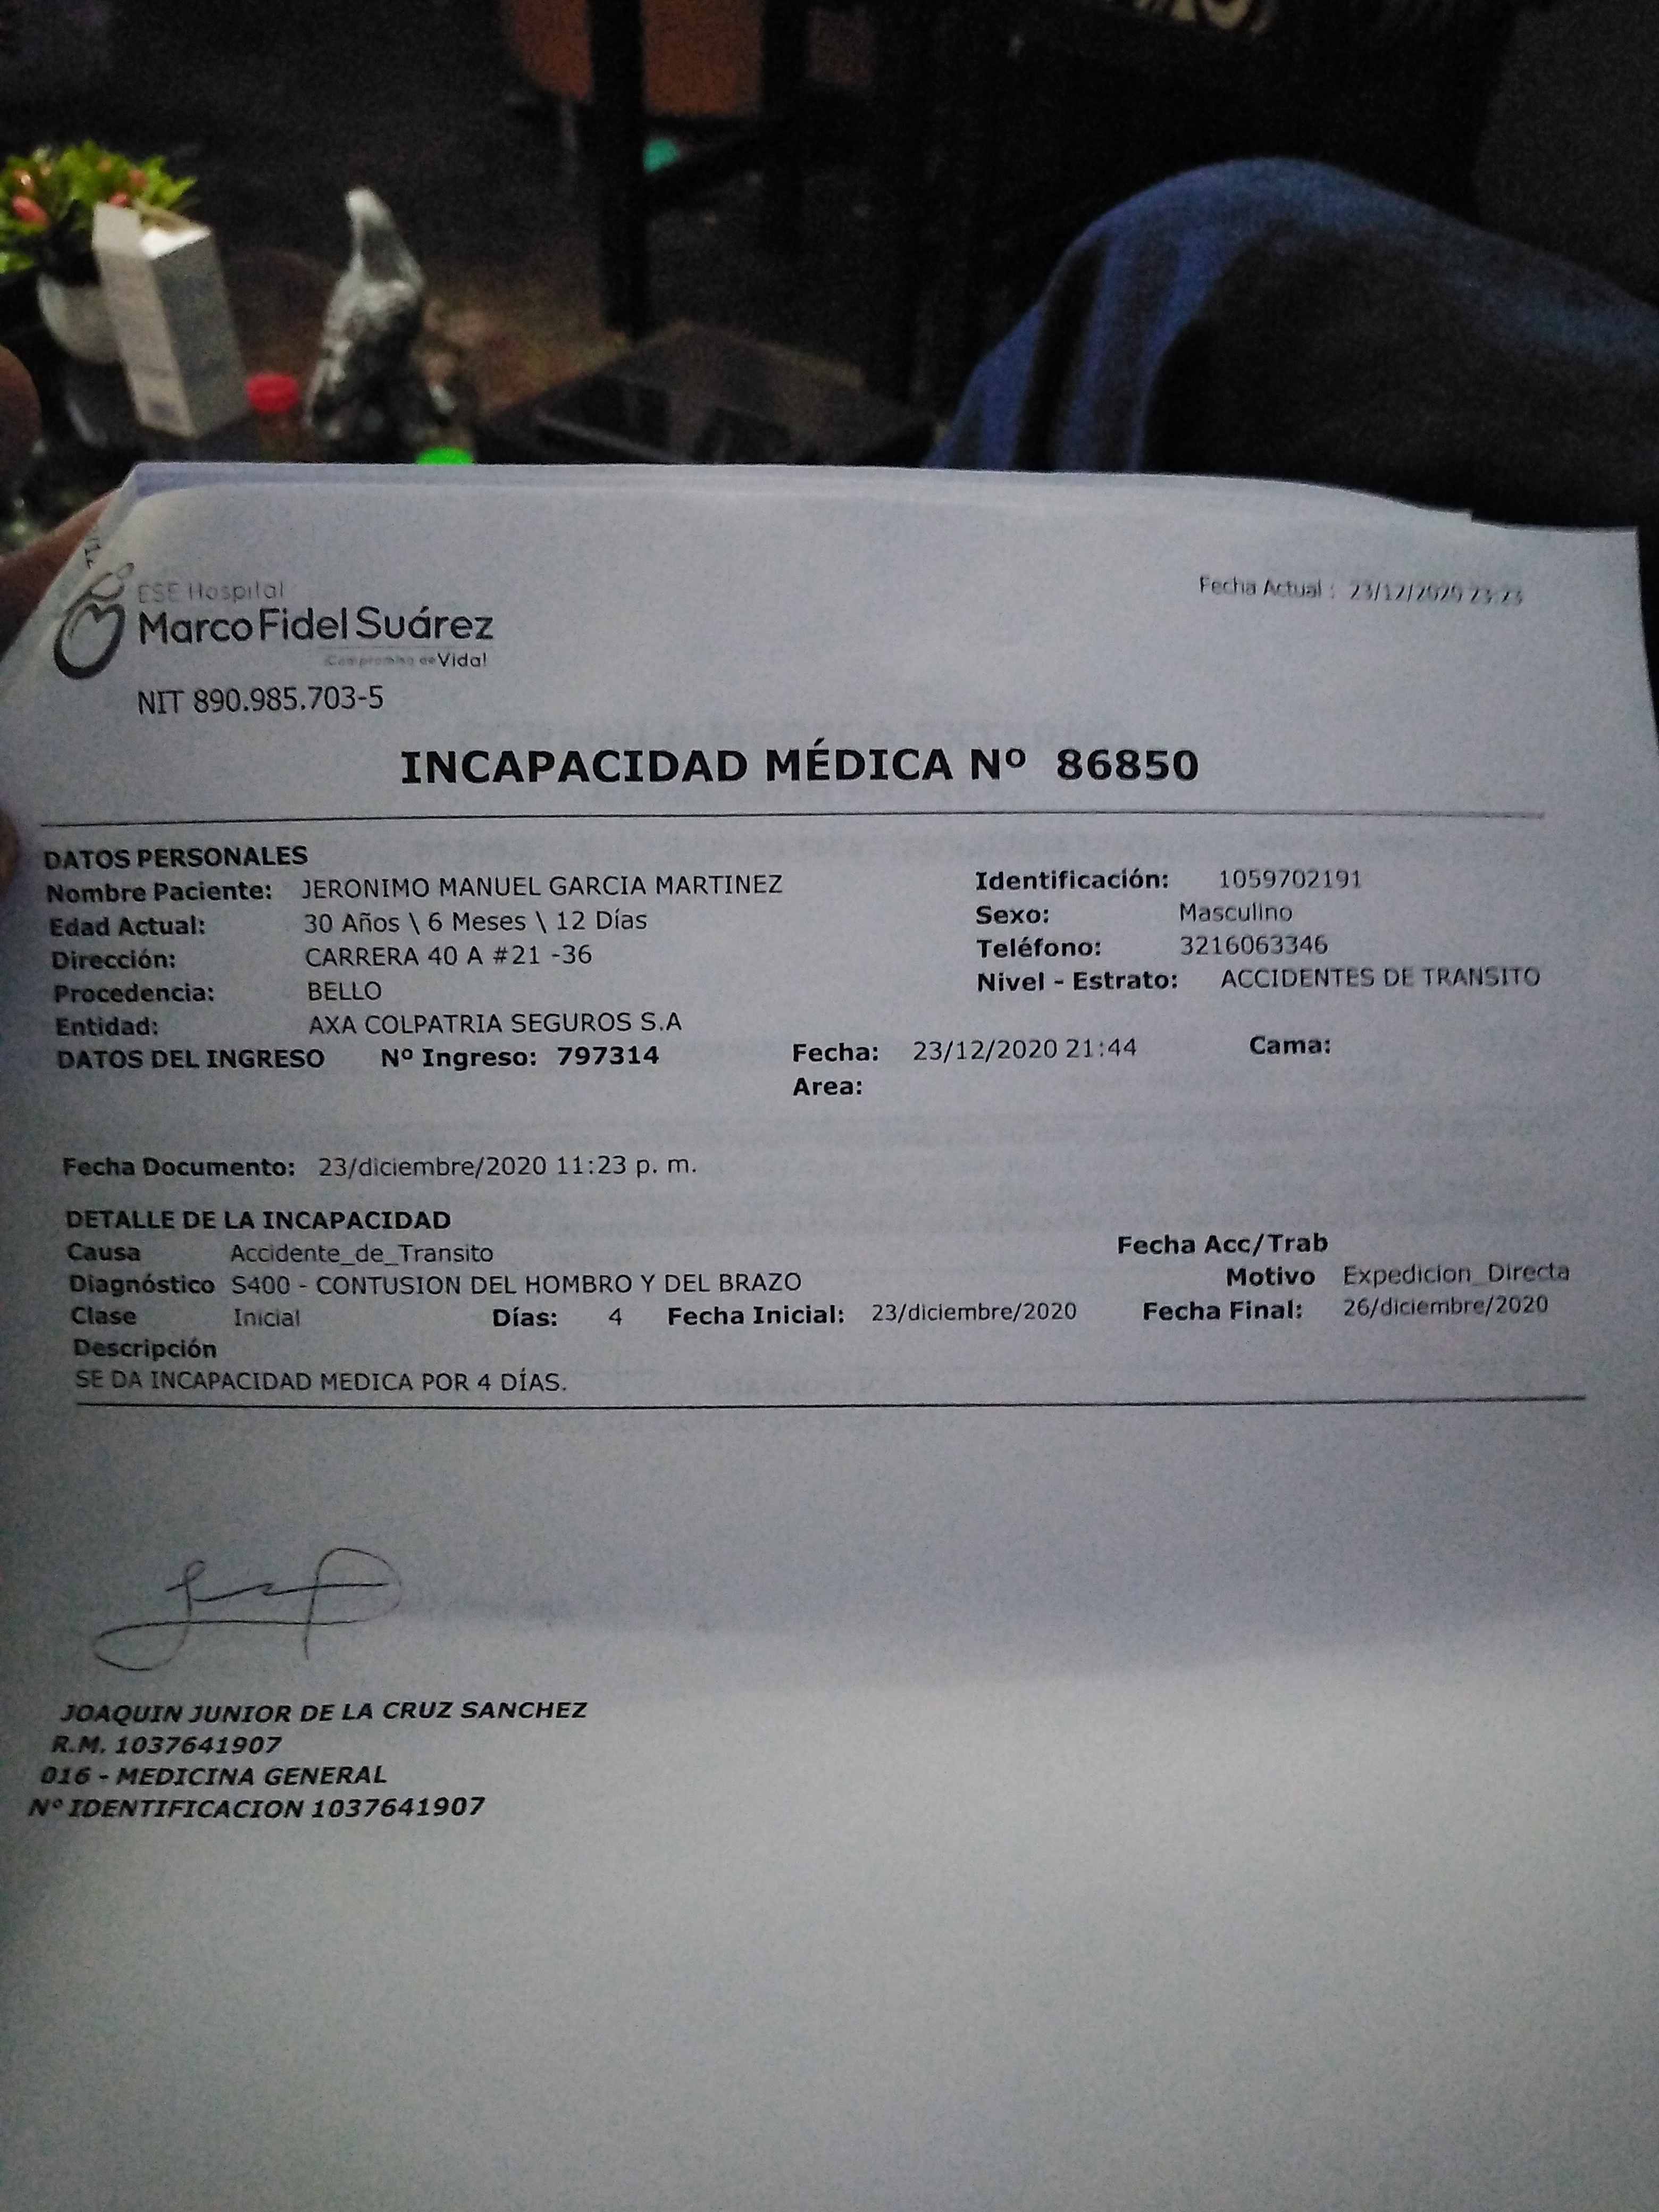 ESE Hospital
Marco Fidel Suárez
¡Compromiso de Vida!
NIT 890.985.703-5
Fecha Actual : 23/12/2020 23:23
INCAPACIDAD MÉDICA Nº 86850
DATOS PERSONALES
Nombre Paciente: JERONIMO MANUEL GARCIA MARTINEZ Identificación: 1059702191
Edad Actual: 30 Años \ 6 Meses \ 12 Días Sexo: Masculino
Dirección: CARRERA 40 A #21 -36 Teléfono: 3216063346
Procedencia: BELLO Nivel - Estrato: ACCIDENTES DE TRANSITO
Entidad: AXA COLPATRIA SEGUROS S.A
DATOS DEL INGRESO Nº Ingreso: 797314 Fecha: 23/12/2020 21:44 Cama:
Area:
Fecha Documento: 23/diciembre/2020 11:23 p. m.
DETALLE DE LA INCAPACIDAD
Causa Accidente_de_Transito Fecha Acc/Trab
Diagnóstico S400 - CONTUSION DEL HOMBRO Y DEL BRAZO Motivo Expedicion_Directa
Clase Inicial Días: 4 Fecha Inicial: 23/diciembre/2020 Fecha Final: 26/diciembre/2020
Descripción
SE DA INCAPACIDAD MEDICA POR 4 DÍAS.
JOAQUIN JUNIOR DE LA CRUZ SANCHEZ
R.M. 1037641907
016 - MEDICINA GENERAL
Nº IDENTIFICACION 1037641907